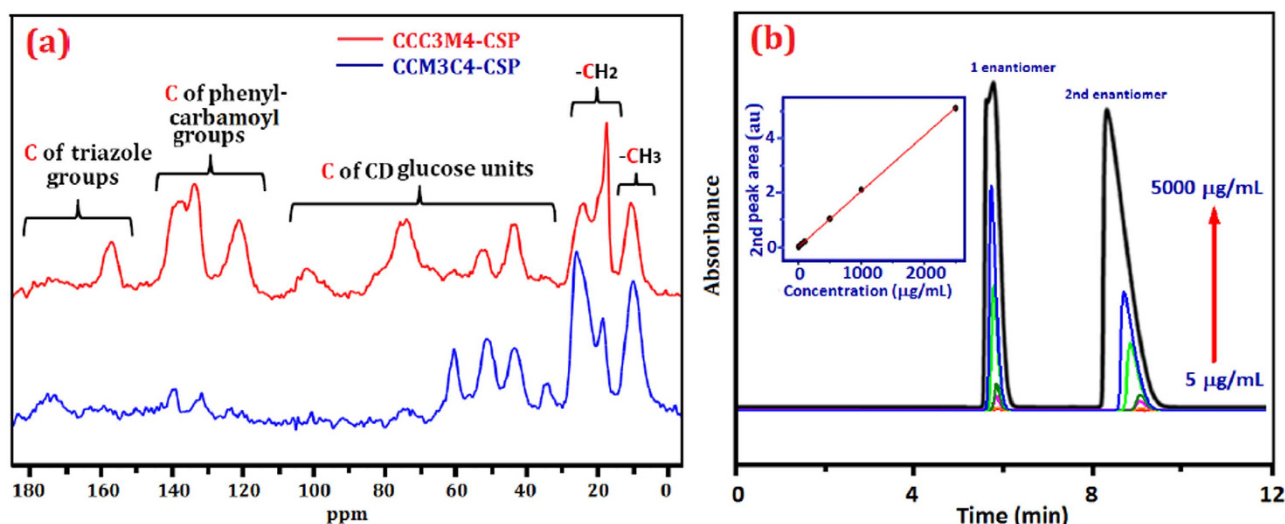 (a)
CCC3M4-CSP
CCM3C4-CSP
C of triazole
groups
C of phenyl-
carbamoyl
groups
C of CD glucose units
-CH2
-CH3
180 160 140 120 100 80 60 40 20 0
ppm
(b)
1 enantiomer
2nd enantiomer
2nd peak area (au)
4
2
0
0 1000 2000
Concentration (µg/mL)
5000 µg/mL
5 µg/mL
Absorbance
0 4 8 12
Time (min)